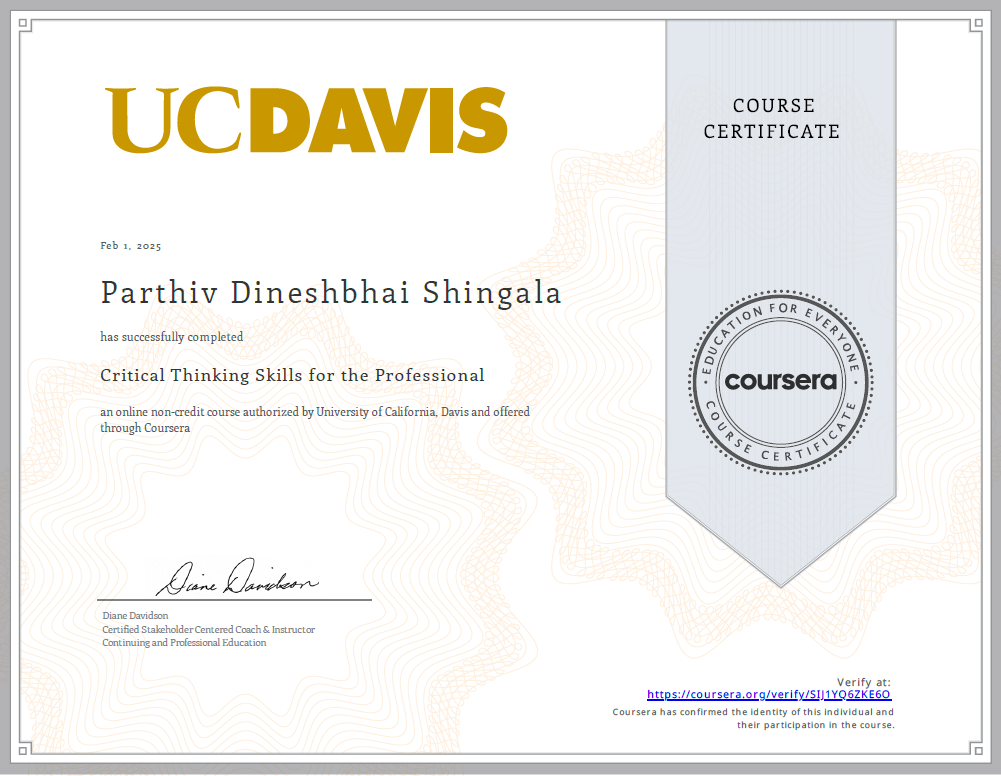 UCDAVIS
COURSE
CERTIFICATE
Feb 1, 2025
Parthiv Dineshbhai Shingala
has successfully completed
Critical Thinking Skills for the Professional
an online non-credit course authorized by University of California, Davis and offered
through Coursera
EDUCATION FOR EVERYONE
coursera
COURSE CERTIFICATE
Diane Davidson
Diane Davidson
Certified Stakeholder Centered Coach & Instructor
Continuing and Professional Education
Verify at:
https://coursera.org/verify/SIJ1YQ6ZKE6O
Coursera has confirmed the identity of this individual and
their participation in the course.